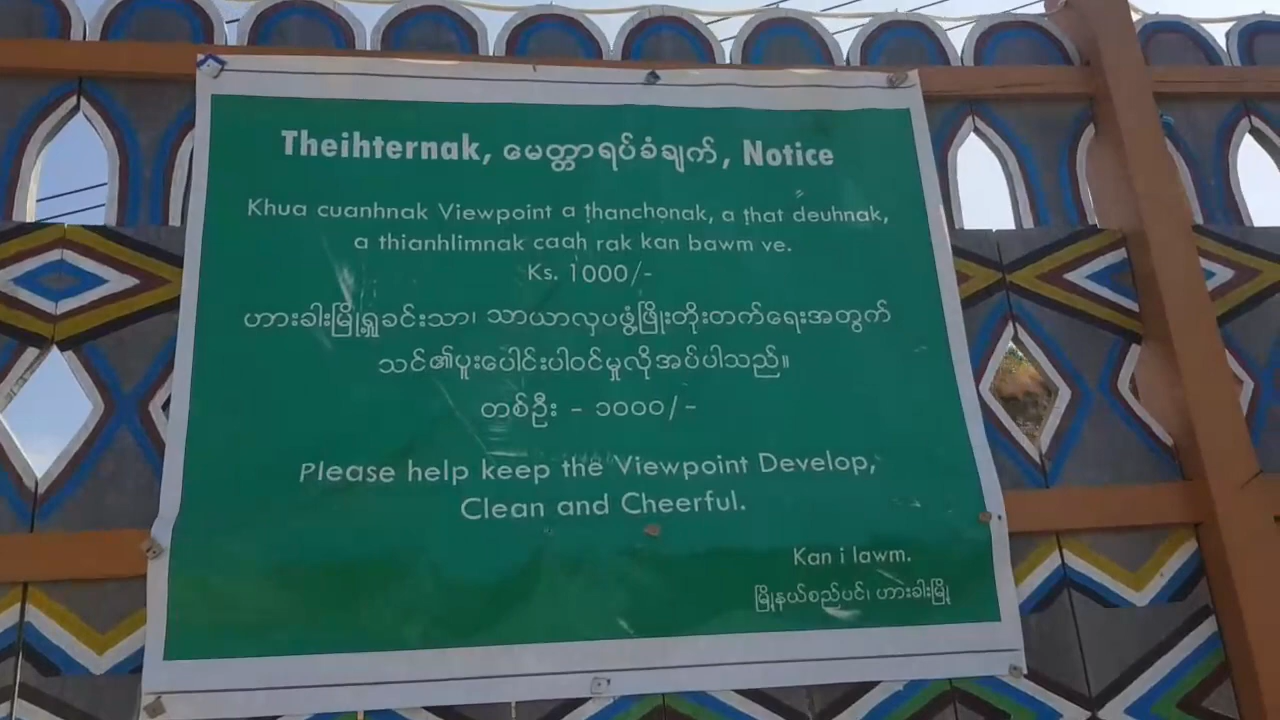 Theihternak, မေတ္တာရပ်ခံချက်, Notice
Khua cuanhnak Viewpoint a ṭhanchonak, a ṭhat deuhnak,
a thianhlimnak caah rak kan bawm ve.
Ks. 1000/-
ဟားခါးမြို့ရှုခင်းသာ၊ သာယာလှပဖွံ့ဖြိုးတိုးတက်ရေးအတွက်
သင်၏ပူးပေါင်းပါဝင်မှုလိုအပ်ပါသည်။
တစ်ဦး - ၁၀၀၀/-
Please help keep the Viewpoint Develop,
Clean and Cheerful.
Kan i lawm.
မြို့နယ်စည်ပင်၊ ဟားခါးမြို့